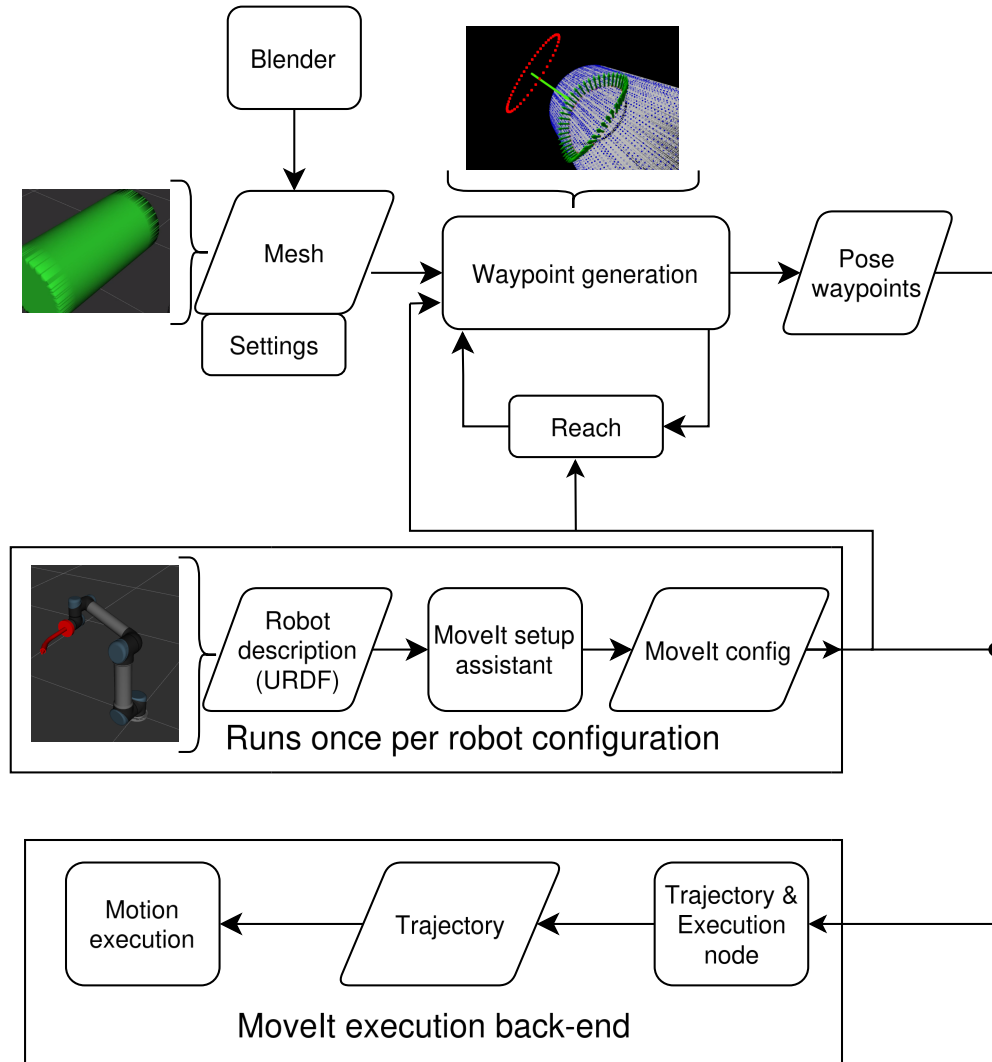 Blender
Mesh
Settings
Waypoint generation
Pose
waypoints
Reach
Robot
description
(URDF)
MoveIt setup
assistant
MoveIt config
Runs once per robot configuration
Motion
execution
Trajectory
Trajectory &
Execution
node
MoveIt execution back-end